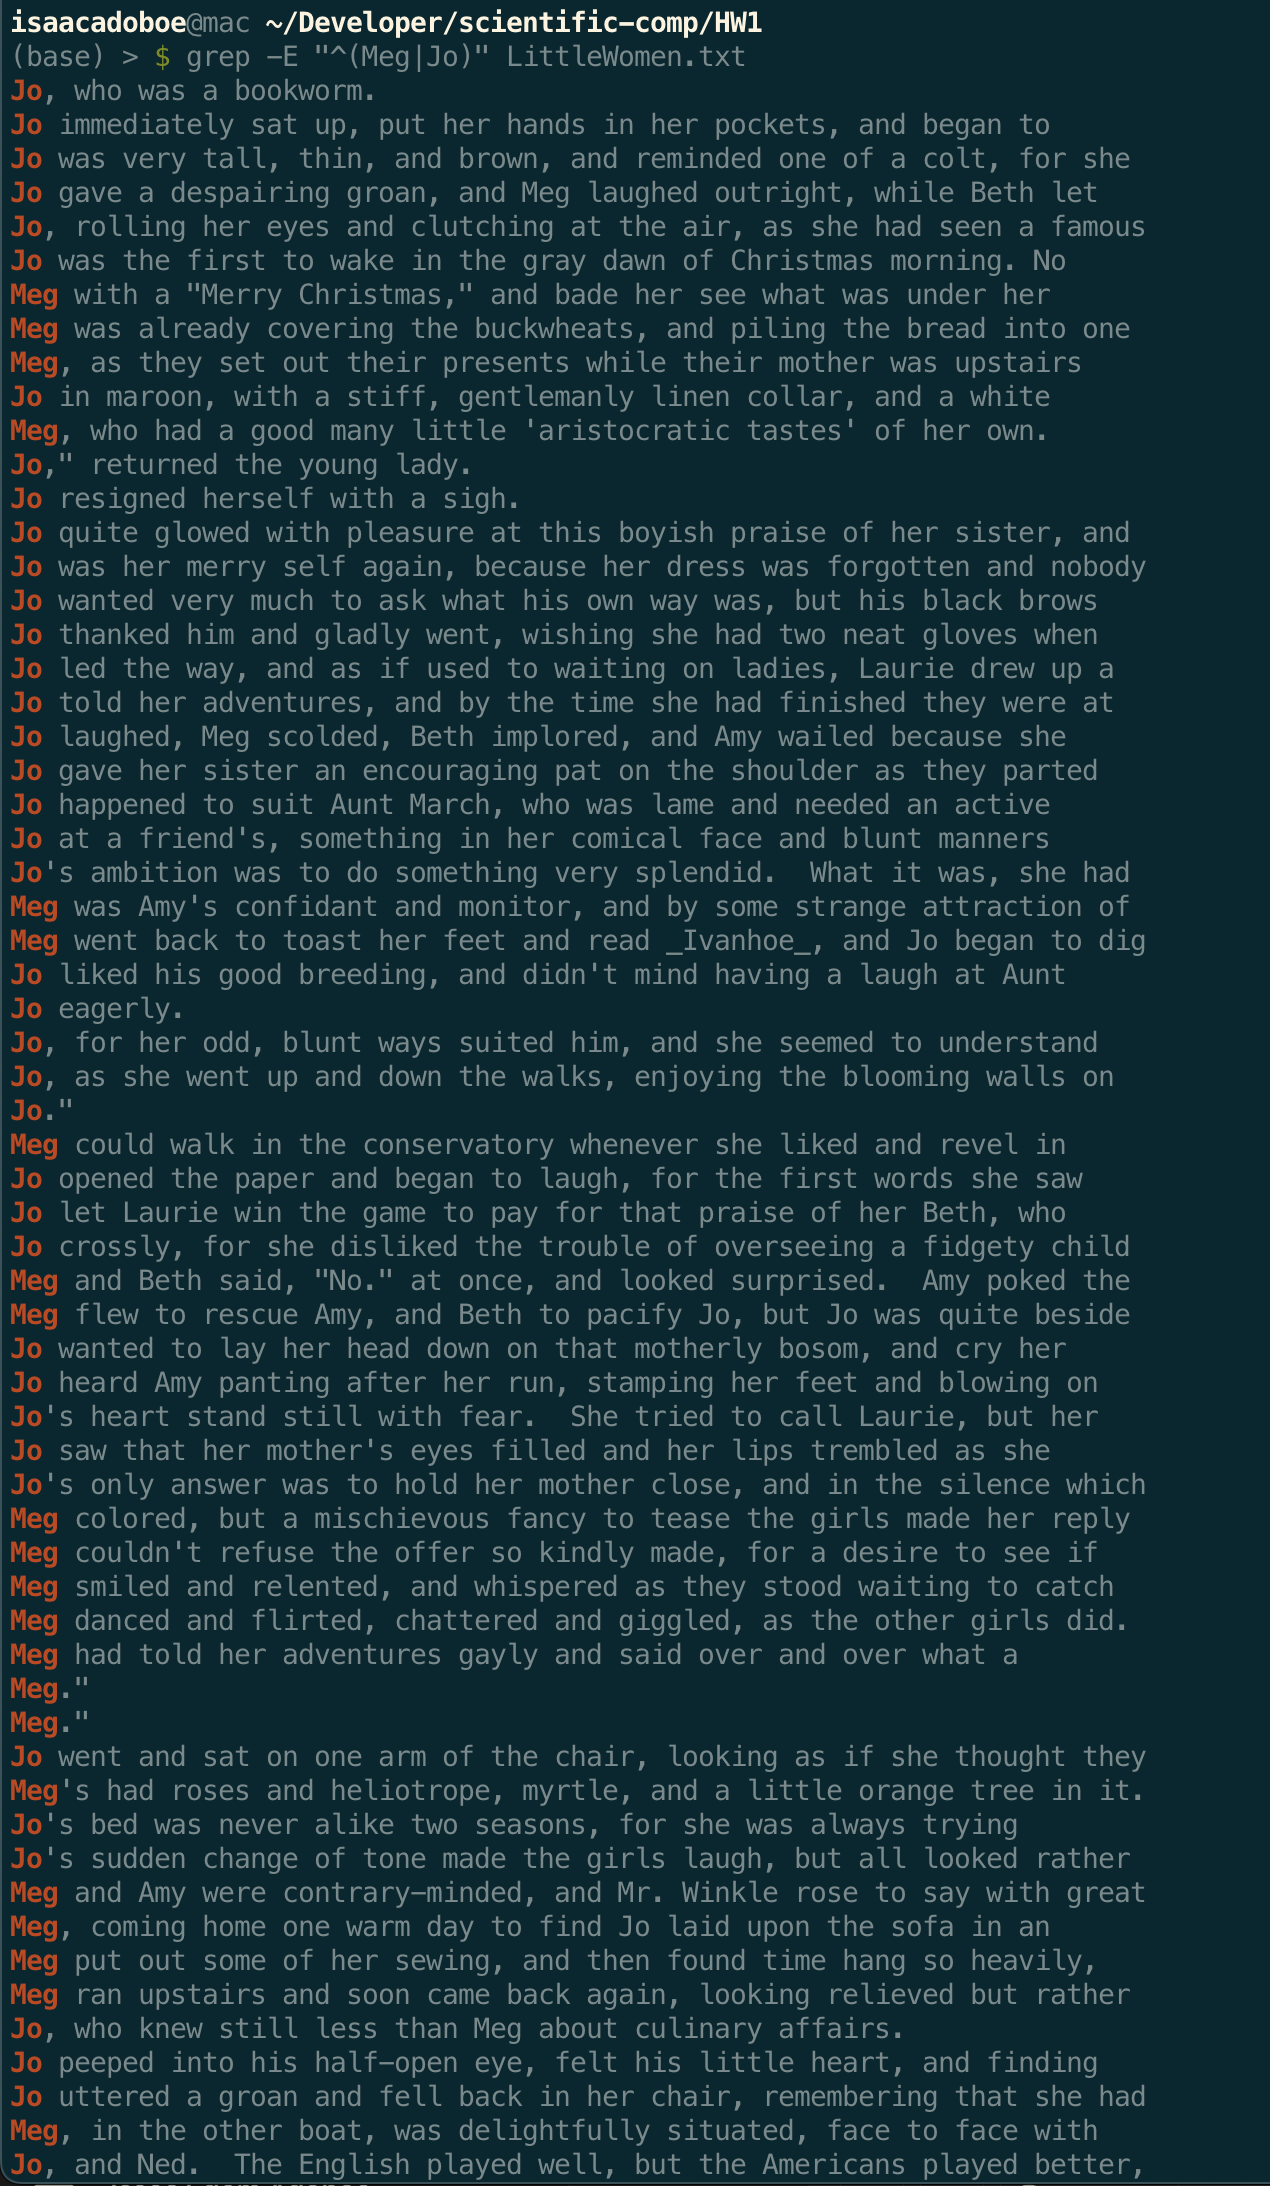 isaacadoboe@mac ~/Developer/scientific-comp/HW1
(base) > $ grep -E "^(Meg|Jo)" LittleWomen.txt
Jo, who was a bookworm.
Jo immediately sat up, put her hands in her pockets, and began to
Jo was very tall, thin, and brown, and reminded one of a colt, for she
Jo gave a despairing groan, and Meg laughed outright, while Beth let
Jo, rolling her eyes and clutching at the air, as she had seen a famous
Jo was the first to wake in the gray dawn of Christmas morning. No
Meg with a "Merry Christmas," and bade her see what was under her
Meg was already covering the buckwheats, and piling the bread into one
Meg, as they set out their presents while their mother was upstairs
Jo in maroon, with a stiff, gentlemanly linen collar, and a white
Meg, who had a good many little 'aristocratic tastes' of her own.
Jo," returned the young lady.
Jo resigned herself with a sigh.
Jo quite glowed with pleasure at this boyish praise of her sister, and
Jo was her merry self again, because her dress was forgotten and nobody
Jo wanted very much to ask what his own way was, but his black brows
Jo thanked him and gladly went, wishing she had two neat gloves when
Jo led the way, and as if used to waiting on ladies, Laurie drew up a
Jo told her adventures, and by the time she had finished they were at
Jo laughed, Meg scolded, Beth implored, and Amy wailed because she
Jo gave her sister an encouraging pat on the shoulder as they parted
Jo happened to suit Aunt March, who was lame and needed an active
Jo at a friend's, something in her comical face and blunt manners
Jo's ambition was to do something very splendid.  What it was, she had
Meg was Amy's confidant and monitor, and by some strange attraction of
Meg went back to toast her feet and read _Ivanhoe_, and Jo began to dig
Jo liked his good breeding, and didn't mind having a laugh at Aunt
Jo eagerly.
Jo, for her odd, blunt ways suited him, and she seemed to understand
Jo, as she went up and down the walks, enjoying the blooming walls on
Jo."
Meg could walk in the conservatory whenever she liked and revel in
Jo opened the paper and began to laugh, for the first words she saw
Jo let Laurie win the game to pay for that praise of her Beth, who
Jo crossly, for she disliked the trouble of overseeing a fidgety child
Meg and Beth said, "No." at once, and looked surprised.  Amy poked the
Meg flew to rescue Amy, and Beth to pacify Jo, but Jo was quite beside
Jo wanted to lay her head down on that motherly bosom, and cry her
Jo heard Amy panting after her run, stamping her feet and blowing on
Jo's heart stand still with fear.  She tried to call Laurie, but her
Jo saw that her mother's eyes filled and her lips trembled as she
Jo's only answer was to hold her mother close, and in the silence which
Meg colored, but a mischievous fancy to tease the girls made her reply
Meg couldn't refuse the offer so kindly made, for a desire to see if
Meg smiled and relented, and whispered as they stood waiting to catch
Meg danced and flirted, chattered and giggled, as the other girls did.
Meg had told her adventures gayly and said over and over what a
Meg."
Meg."
Jo went and sat on one arm of the chair, looking as if she thought they
Meg's had roses and heliotrope, myrtle, and a little orange tree in it.
Jo's bed was never alike two seasons, for she was always trying
Jo's sudden change of tone made the girls laugh, but all looked rather
Meg and Amy were contrary-minded, and Mr. Winkle rose to say with great
Meg, coming home one warm day to find Jo laid upon the sofa in an
Meg put out some of her sewing, and then found time hang so heavily,
Meg ran upstairs and soon came back again, looking relieved but rather
Jo, who knew still less than Meg about culinary affairs.
Jo peeped into his half-open eye, felt his little heart, and finding
Jo uttered a groan and fell back in her chair, remembering that she had
Meg, in the other boat, was delightfully situated, face to face with
Jo, and Ned.  The English played well, but the Americans played better,